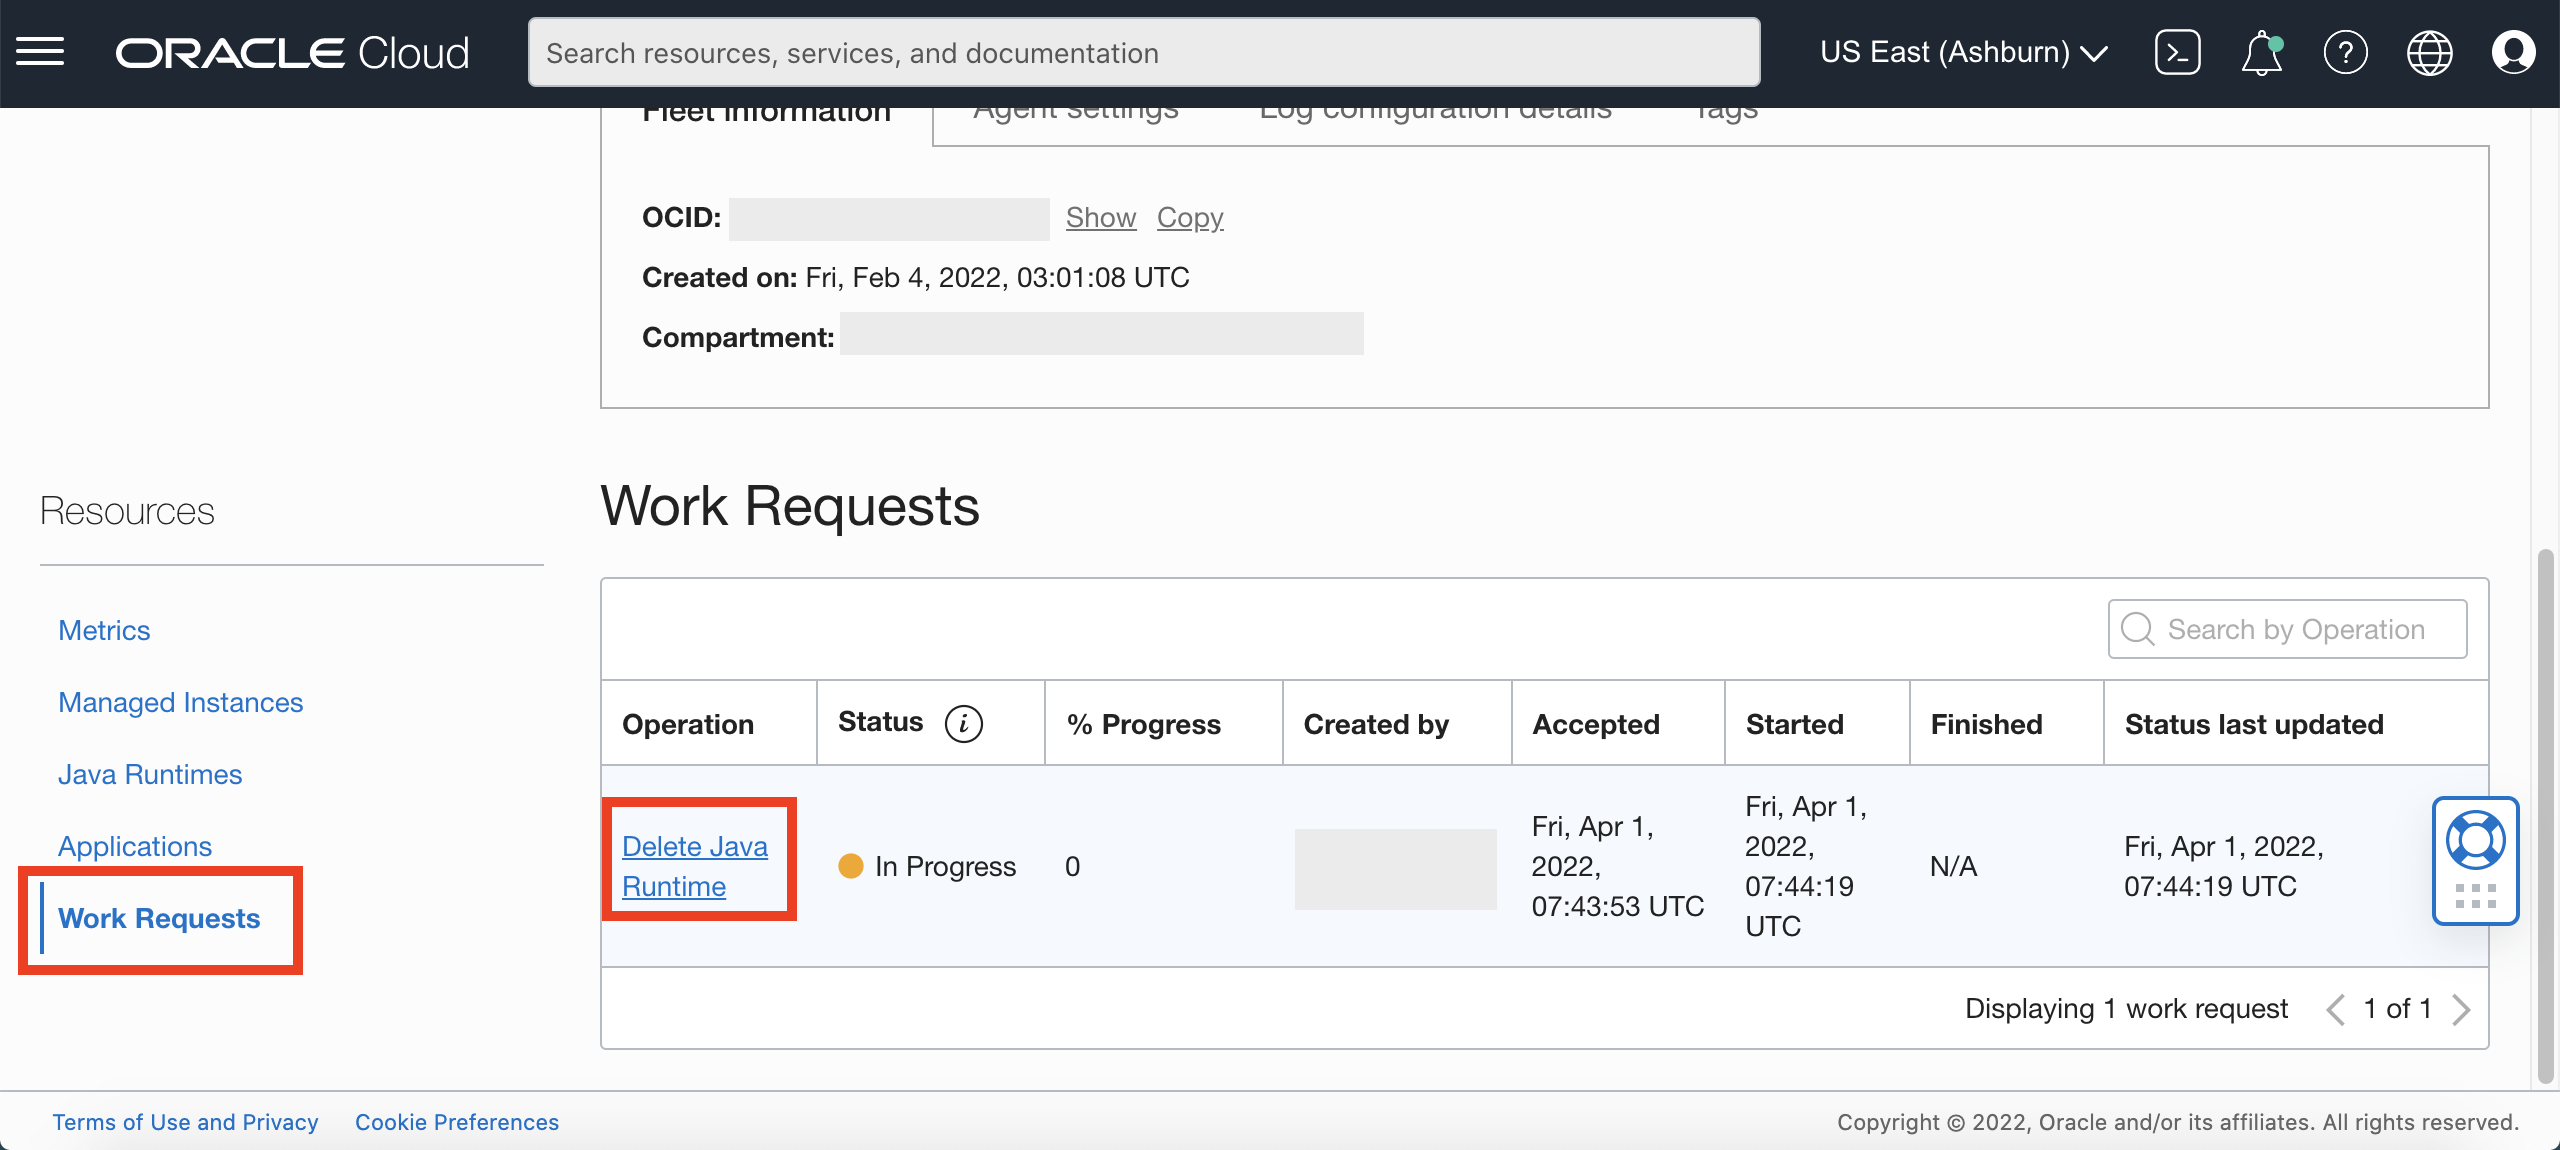 ORACLE Cloud
Search resources, services, and documentation
US East (Ashburn)
Fleet information
Agent settings
Log configuration details
Tags
OCID:
Show Copy
Created on: Fri, Feb 4, 2022, 03:01:08 UTC
Compartment:
Resources
Metrics
Managed Instances
Java Runtimes
Applications
Work Requests
Work Requests
Search by Operation
Operation
Status i
% Progress
Created by
Accepted
Started
Finished
Status last updated
Delete Java
Runtime
In Progress
0
Fri, Apr 1,
2022,
07:43:53 UTC
Fri, Apr 1,
2022,
07:44:19
UTC
N/A
Fri, Apr 1, 2022,
07:44:19 UTC
Displaying 1 work request
1 of 1
Terms of Use and Privacy
Cookie Preferences
Copyright © 2022, Oracle and/or its affiliates. All rights reserved.